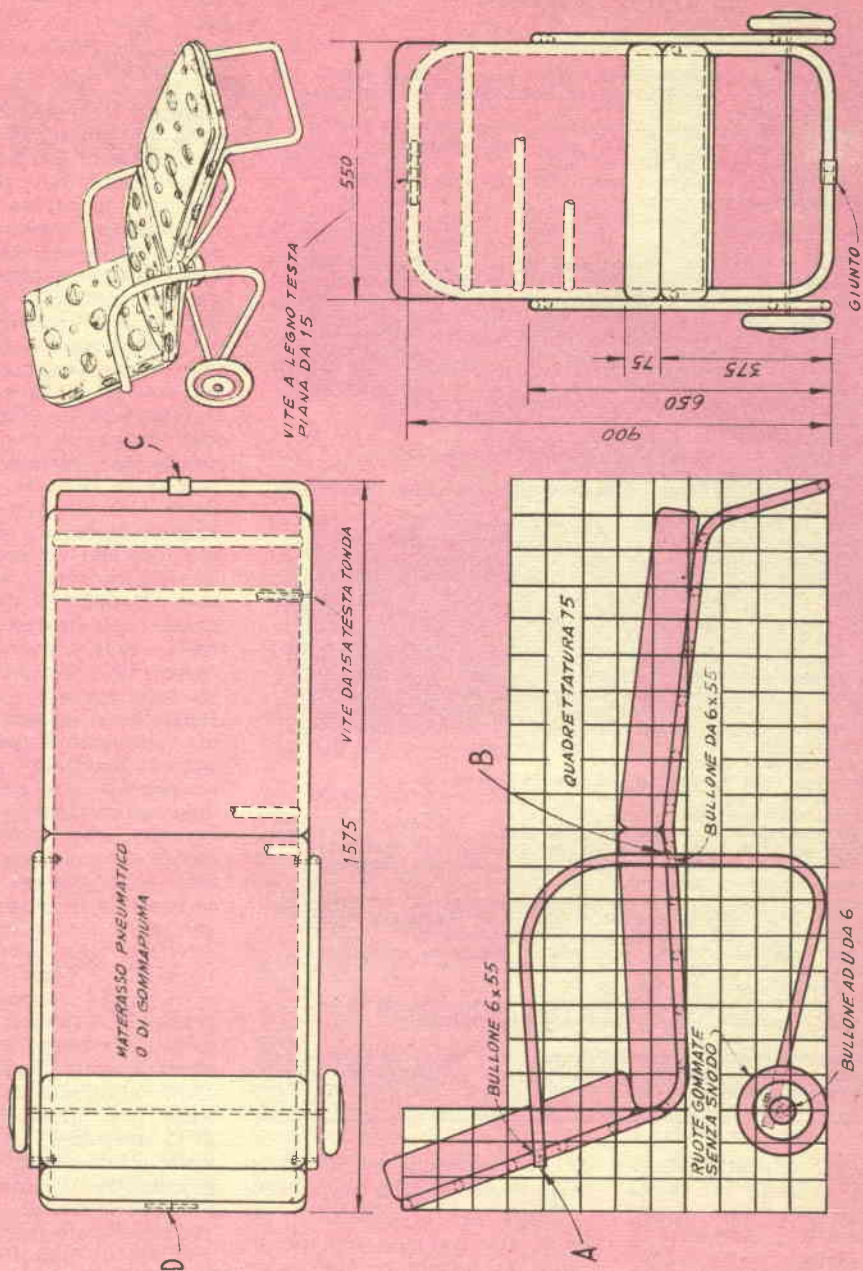 VITE A LEGNO TESTA
PIANA DA 15
550
75
375
650
900
GIUNTO
C
MATERASSO PNEUMATICO
O DI GOMMAPIUMA
VITE DA 15 A TESTA TONDA
1575
D
QUADRETTATURA 75
B
BULLONE 6x55
BULLONE DA 6x55
RUOTE GOMMATE
SENZA SNODO
A
BULLONE AD U DA 6